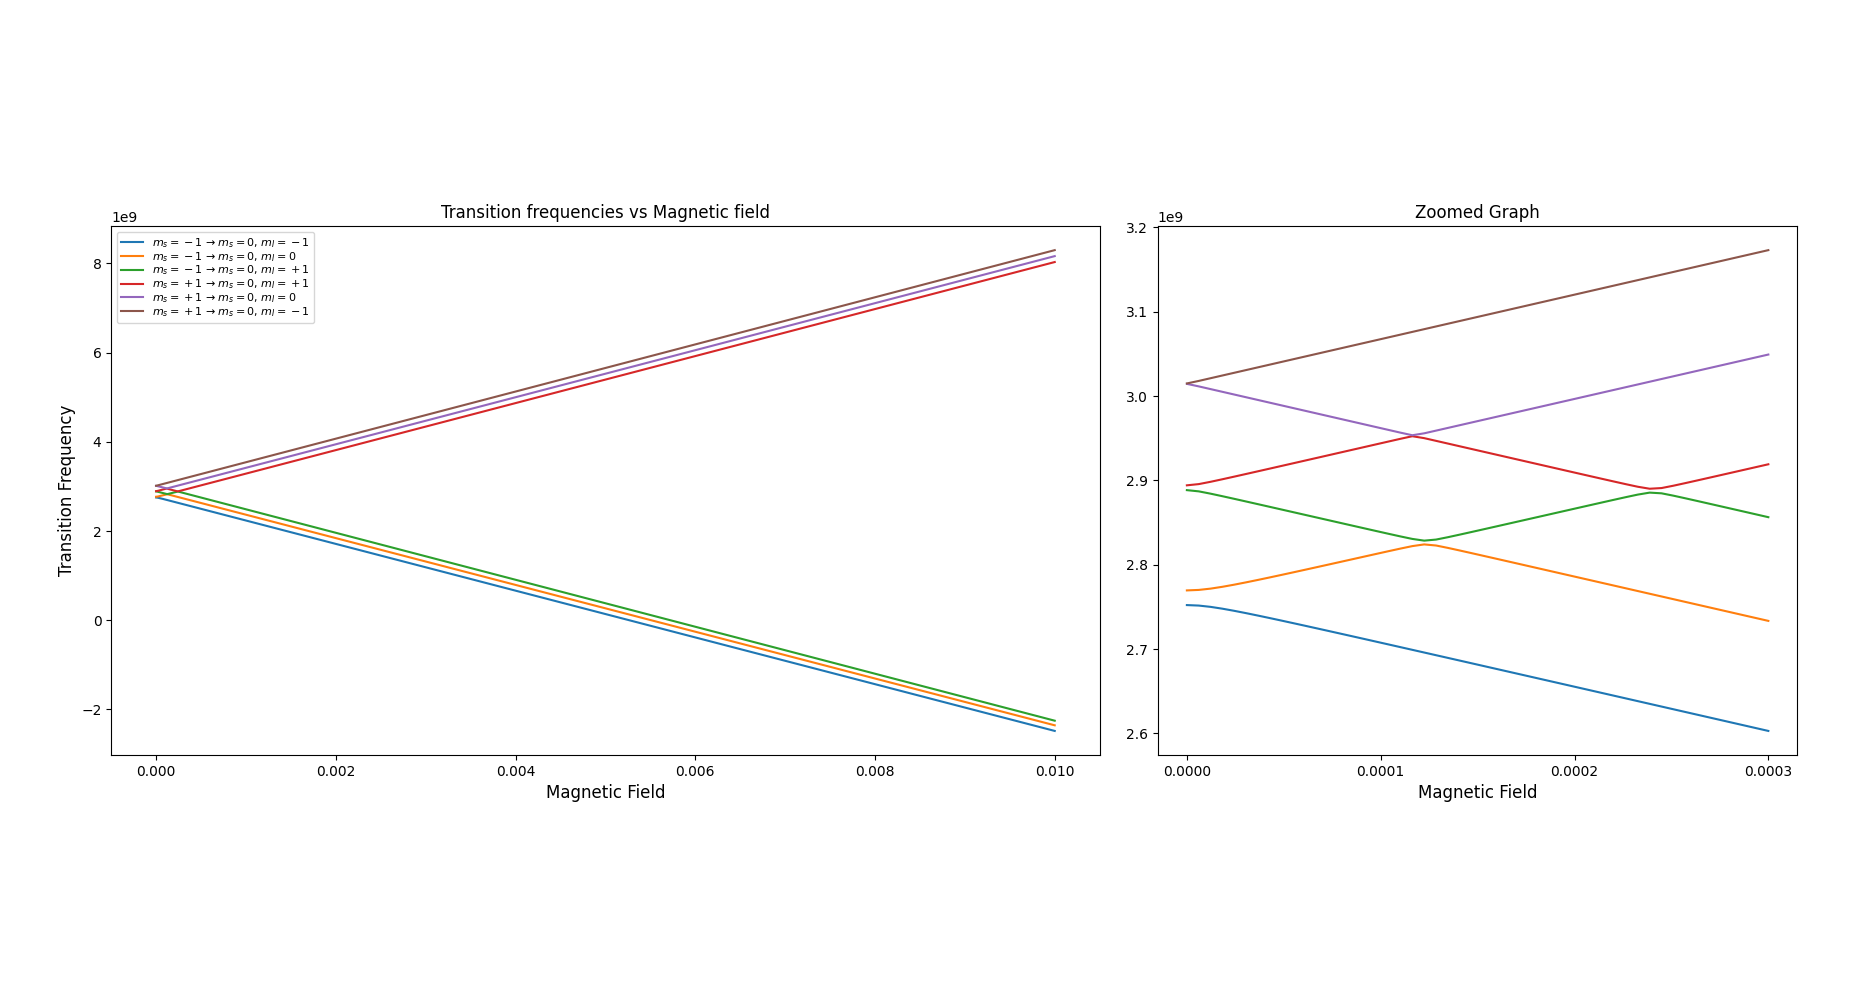 Transition frequencies vs Magnetic field
1e9
8
6
4
2
0
−2
Transition Frequency
m_s = −1 → m_s = 0, m_I = −1
m_s = −1 → m_s = 0, m_I = 0
m_s = −1 → m_s = 0, m_I = +1
m_s = +1 → m_s = 0, m_I = +1
m_s = +1 → m_s = 0, m_I = 0
m_s = +1 → m_s = 0, m_I = −1
0.000 0.002 0.004 0.006 0.008 0.010
Magnetic Field
Zoomed Graph
1e9
3.2
3.1
3.0
2.9
2.8
2.7
2.6
0.0000 0.0001 0.0002 0.0003
Magnetic Field